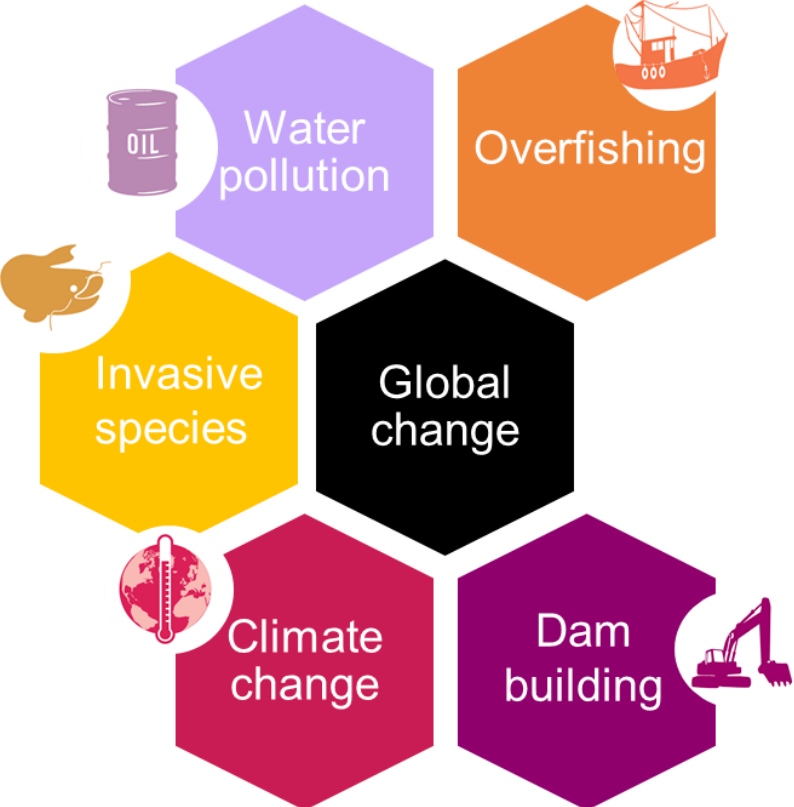 OIL
Water
pollution
Overfishing
Invasive
species
Global
change
Climate
change
Dam
building